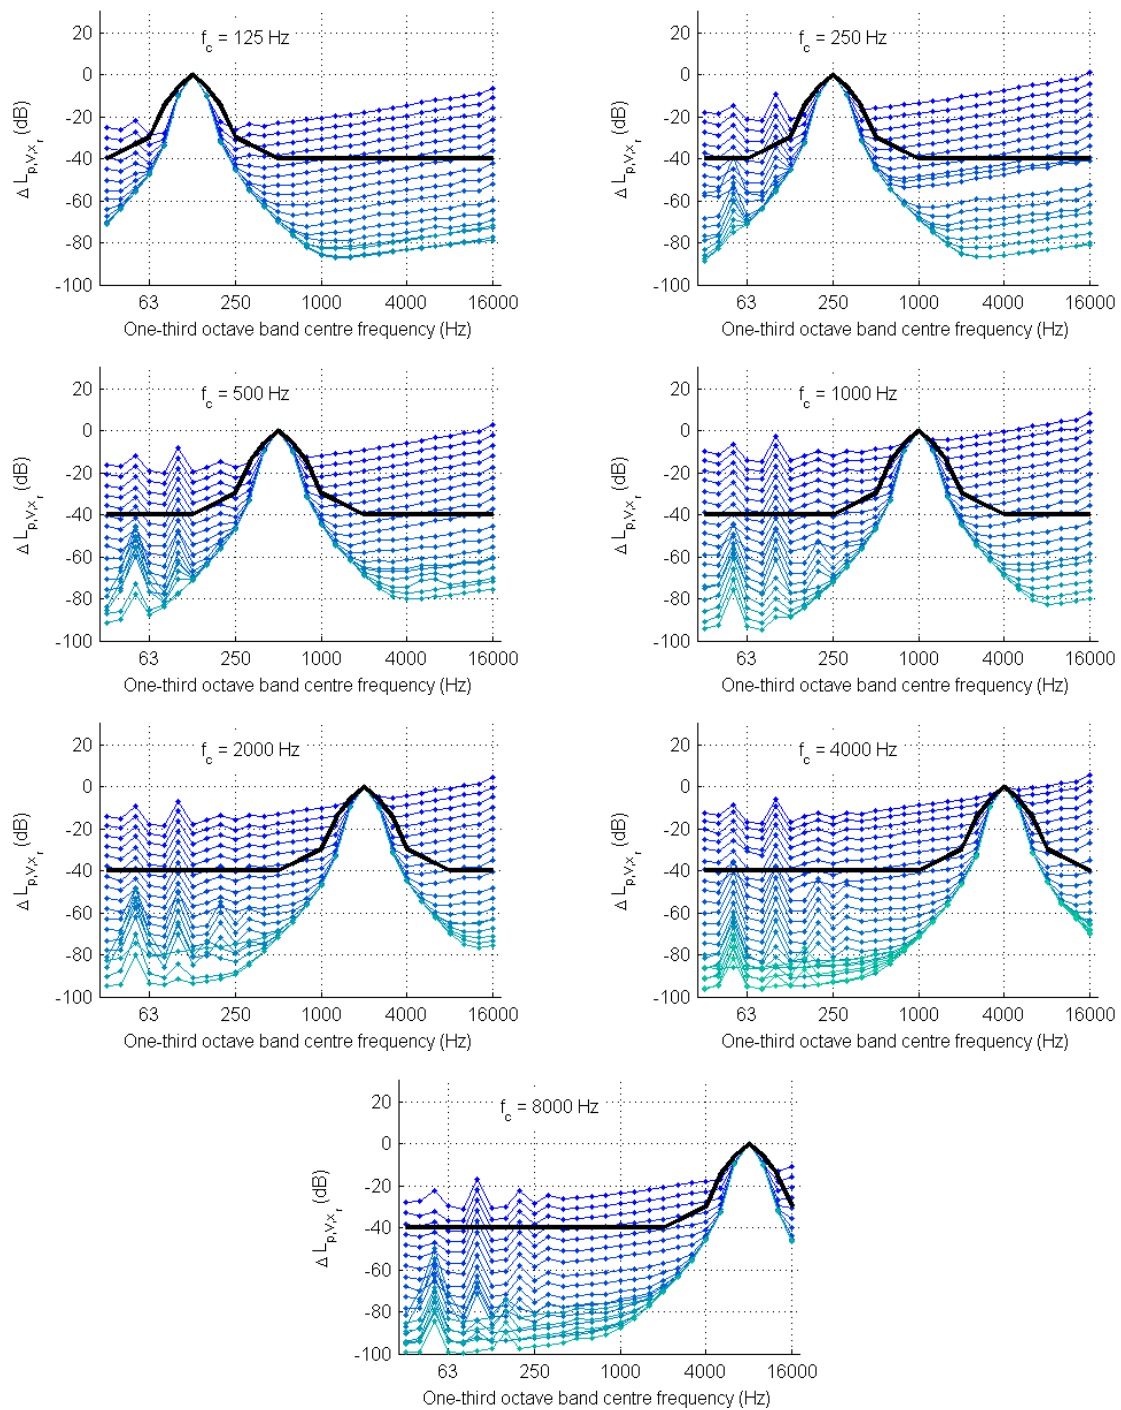 f_c = 125 Hz
20
0
-20
-40
-60
-80
-100
Δ L_p,V,x_r (dB)
63 250 1000 4000 16000
One-third octave band centre frequency (Hz)
f_c = 250 Hz
20
0
-20
-40
-60
-80
-100
Δ L_p,V,x_r (dB)
63 250 1000 4000 16000
One-third octave band centre frequency (Hz)
f_c = 500 Hz
20
0
-20
-40
-60
-80
-100
Δ L_p,V,x_r (dB)
63 250 1000 4000 16000
One-third octave band centre frequency (Hz)
f_c = 1000 Hz
20
0
-20
-40
-60
-80
-100
Δ L_p,V,x_r (dB)
63 250 1000 4000 16000
One-third octave band centre frequency (Hz)
f_c = 2000 Hz
20
0
-20
-40
-60
-80
-100
Δ L_p,V,x_r (dB)
63 250 1000 4000 16000
One-third octave band centre frequency (Hz)
f_c = 4000 Hz
20
0
-20
-40
-60
-80
-100
Δ L_p,V,x_r (dB)
63 250 1000 4000 16000
One-third octave band centre frequency (Hz)
f_c = 8000 Hz
20
0
-20
-40
-60
-80
-100
Δ L_p,V,x_r (dB)
63 250 1000 4000 16000
One-third octave band centre frequency (Hz)